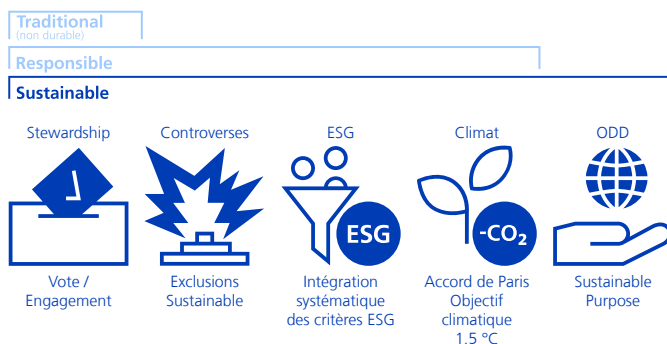 Traditional
(non durable)
Responsible
Sustainable
Stewardship
Controverses
ESG
Climat
ODD
ESG
-CO₂
Vote /
Engagement
Exclusions
Sustainable
Intégration
systématique
des critères ESG
Accord de Paris
Objectif
climatique
1.5 °C
Sustainable
Purpose